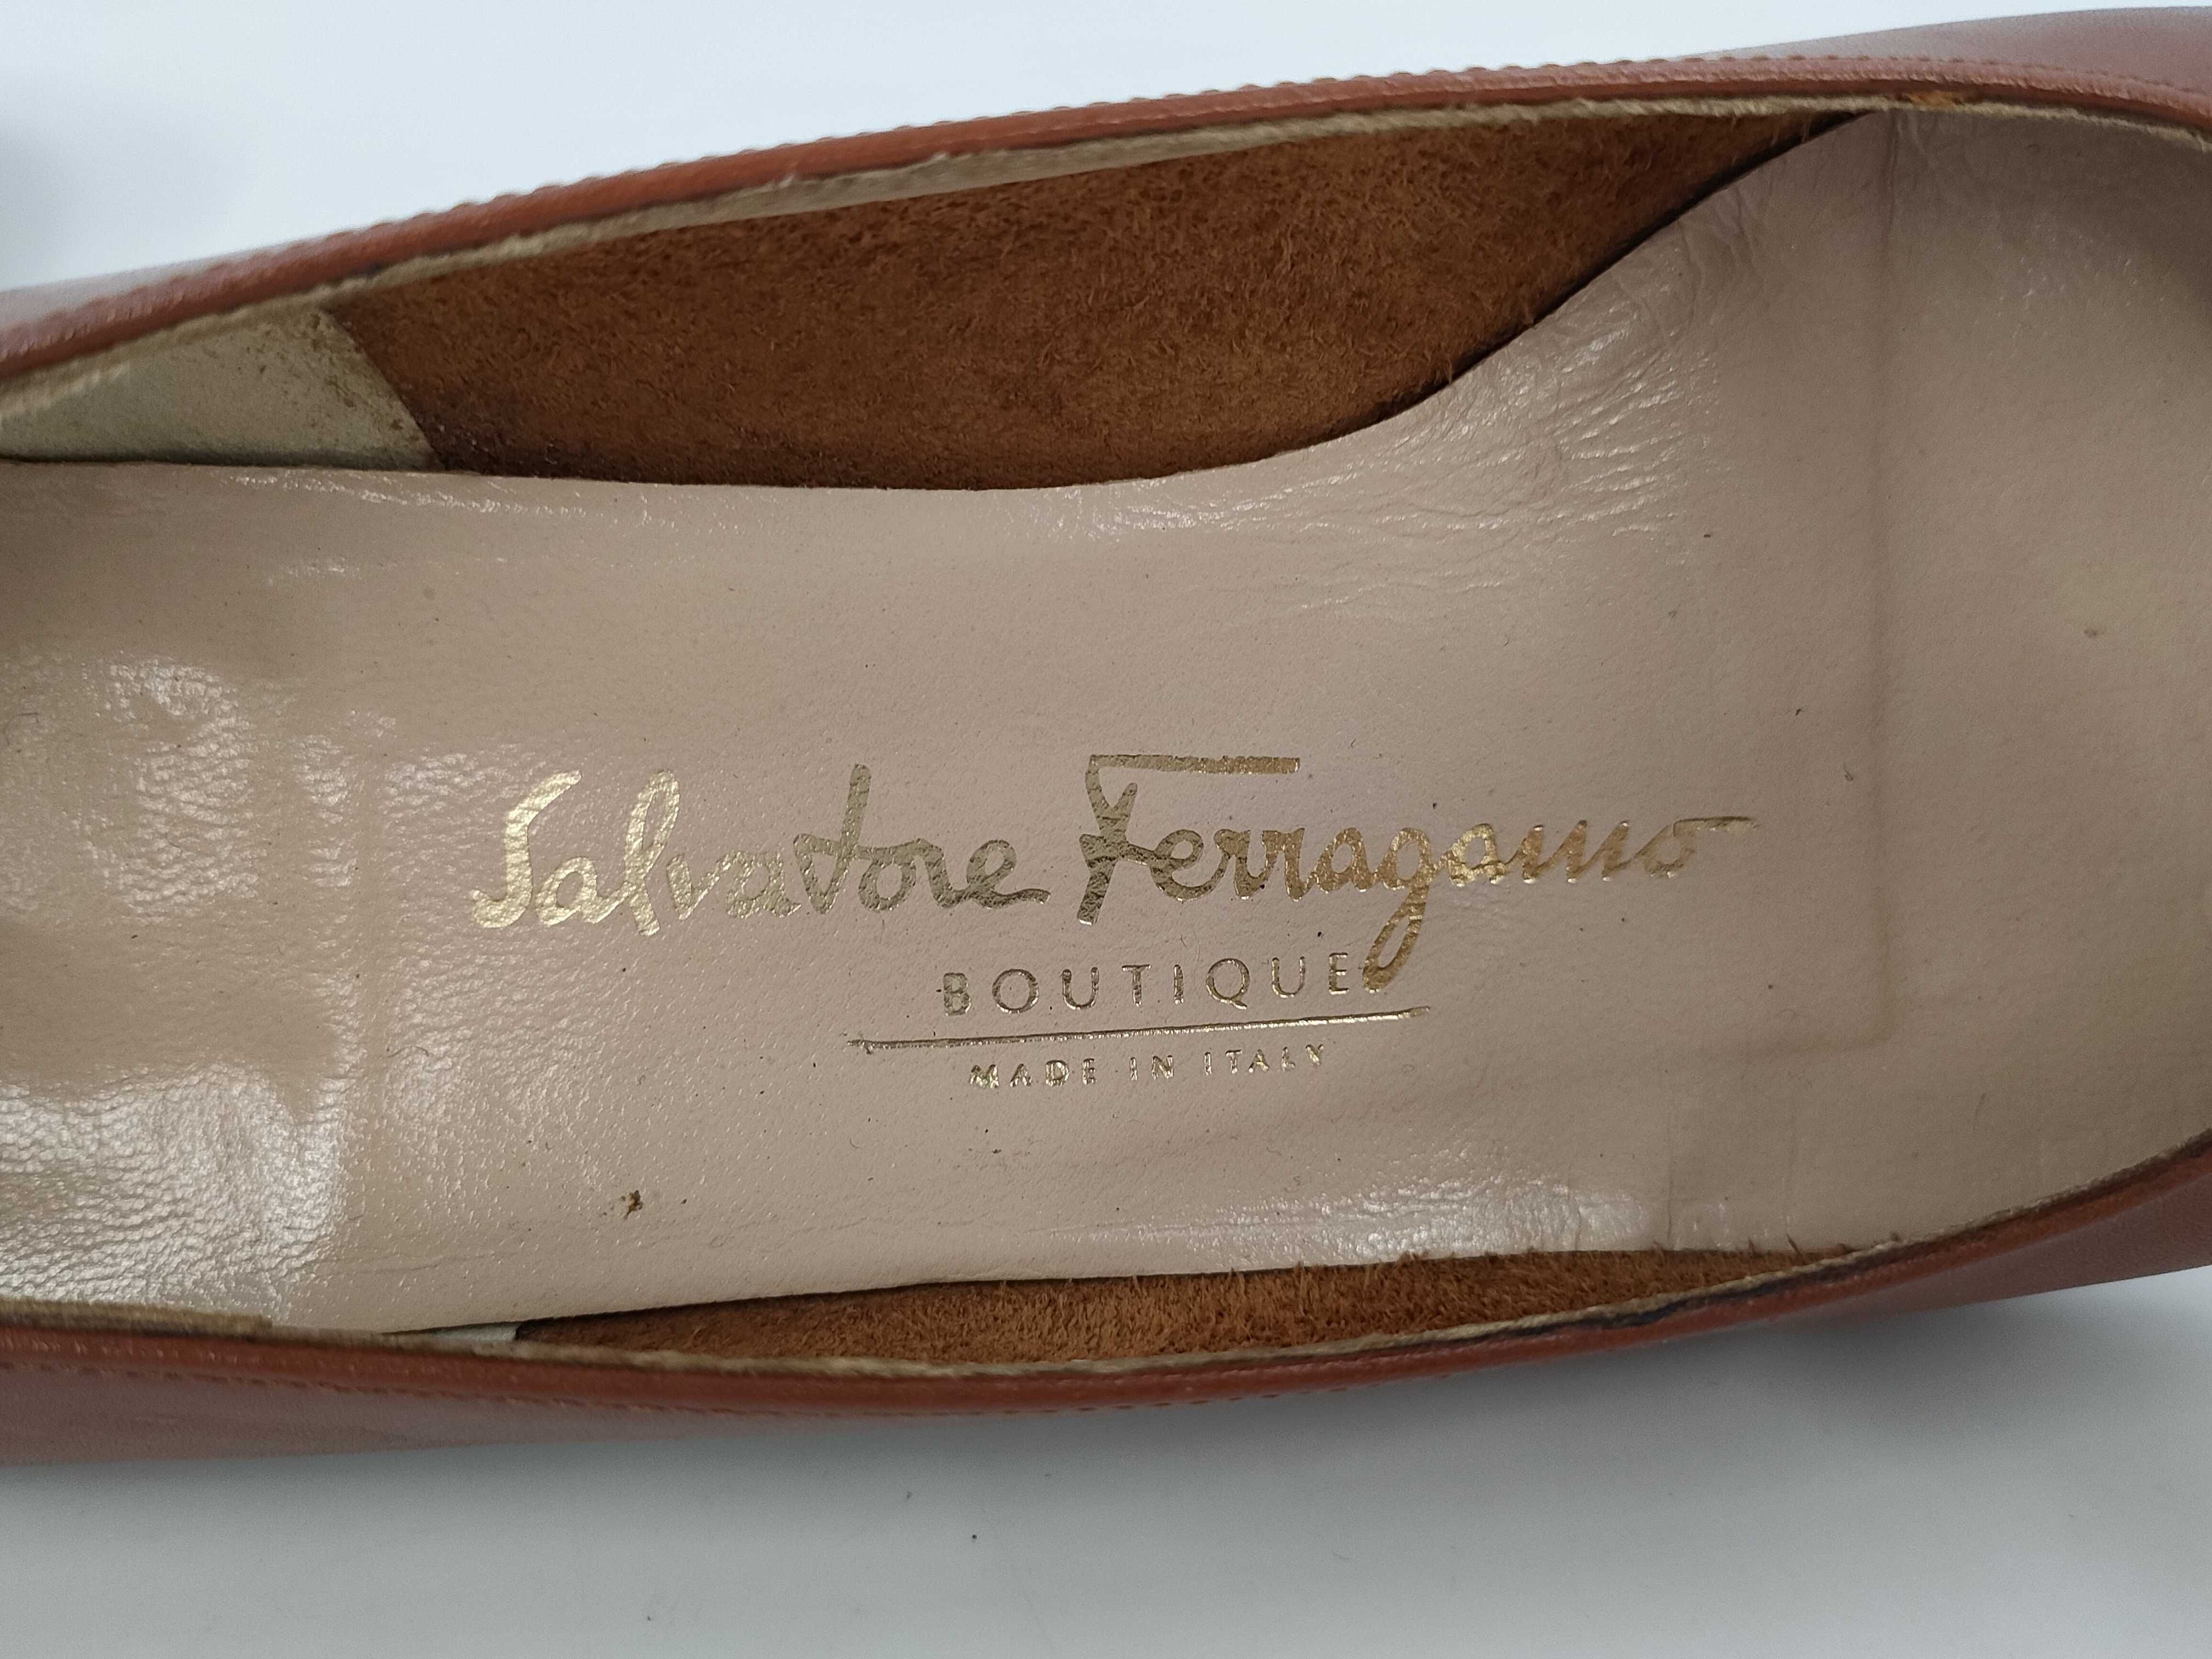 Salvatore Ferragamo
BOUTIQUE
MADE IN ITALY